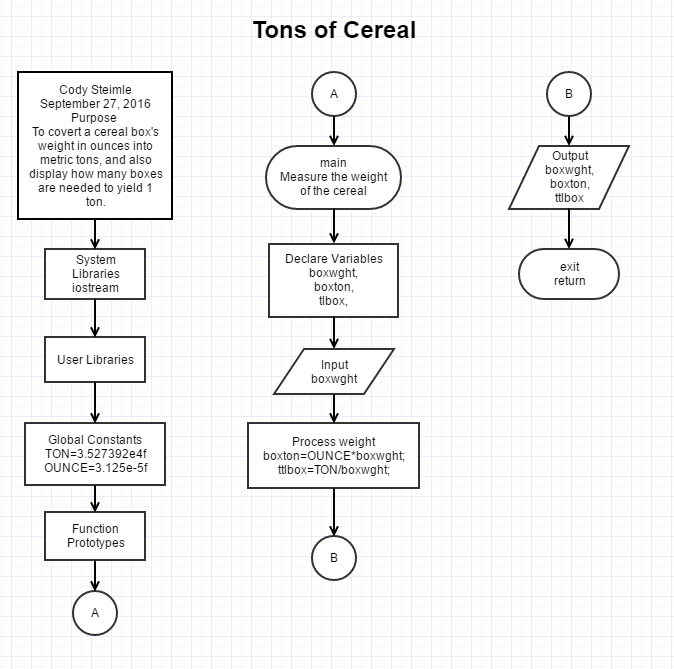 Tons of Cereal
Cody Steimle
September 27, 2016
Purpose
To covert a cereal box's
weight in ounces into
metric tons, and also
display how many boxes
are needed to yield 1
ton.
System
Libraries
iostream
User Libraries
Global Constants
TON=3.527392e4f
OUNCE=3.125e-5f
Function
Prototypes
A
A
main
Measure the weight
of the cereal
Declare Variables
boxwght,
boxton,
tlbox,
Input
boxwght
Process weight
boxton=OUNCE*boxwght;
ttlbox=TON/boxwght;
B
B
Output
boxwght,
boxton,
ttlbox
exit
return